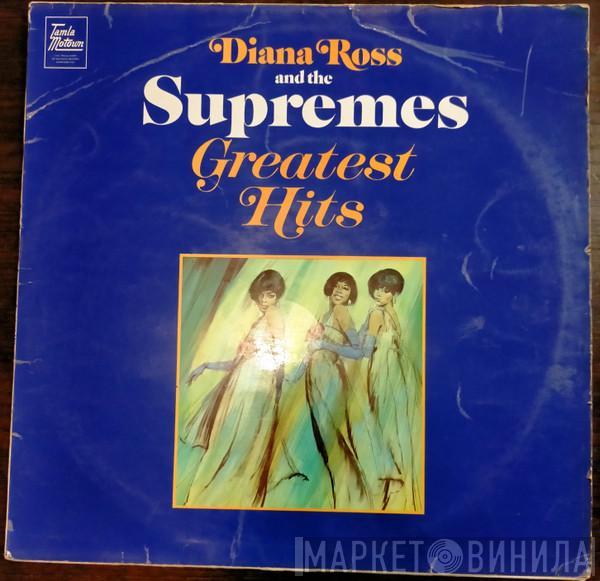 Tamla
Motown
Diana Ross
and the
Supremes
Greatest
Hits
МАРКЕТ ВИНИЛА